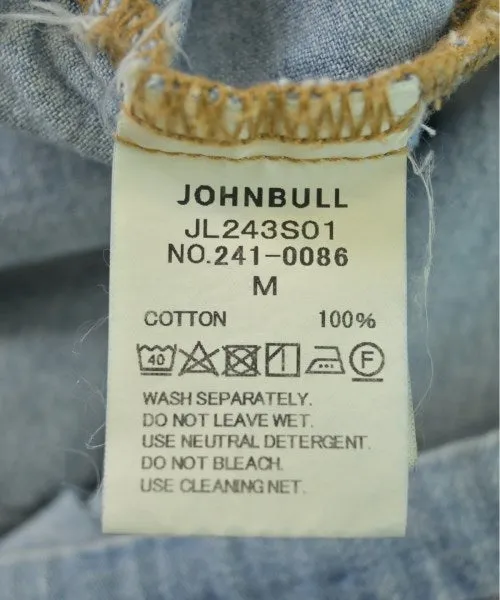 JOHNBULL
JL243S01
NO.241-0086
M
COTTON 100%
40 F
WASH SEPARATELY.
DO NOT LEAVE WET.
USE NEUTRAL DETERGENT.
DO NOT BLEACH.
USE CLEANING NET.